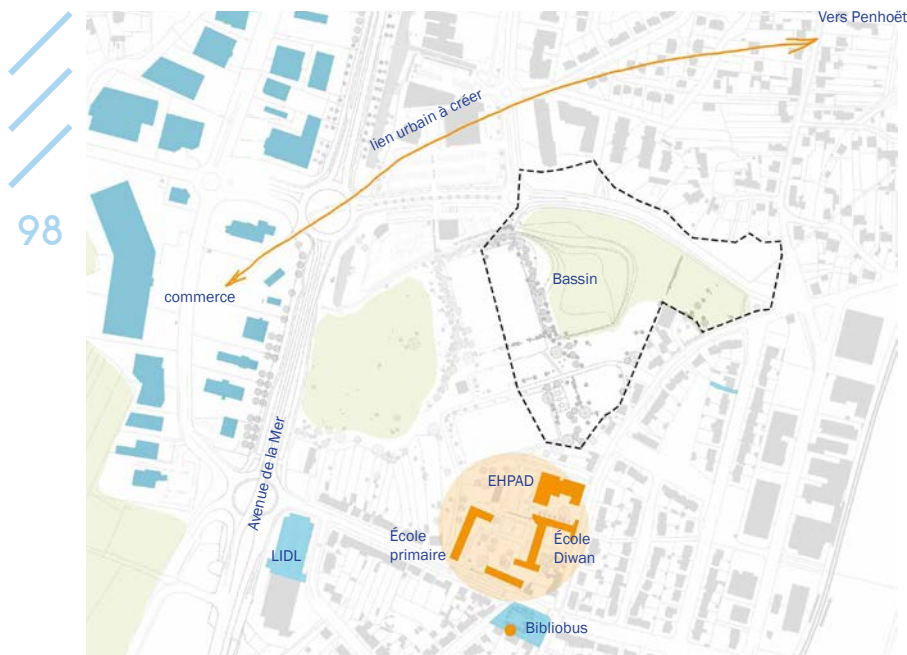 Vers Penhoët
lien urbain à créer
98
Bassin
commerce
Avenue de la Mer
EHPAD
École
primaire
École
Diwan
LIDL
Bibliobus